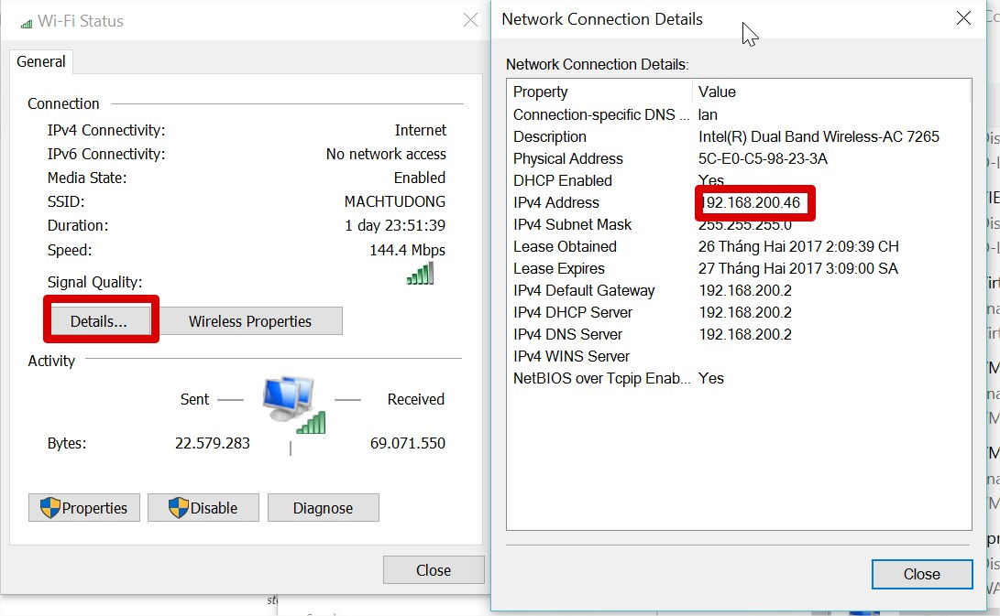 Wi-Fi Status
General
Connection
IPv4 Connectivity: Internet
IPv6 Connectivity: No network access
Media State: Enabled
SSID: MACHTUDONG
Duration: 1 day 23:51:39
Speed: 144.4 Mbps
Signal Quality:
Details...
Wireless Properties
Activity
Sent
Received
Bytes: 22.579.283 69.071.550
Properties
Disable
Diagnose
Close
Network Connection Details
Network Connection Details:
Property Value
Connection-specific DNS ... lan
Description Intel(R) Dual Band Wireless-AC 7265
Physical Address 5C-E0-C5-98-23-3A
DHCP Enabled Yes
IPv4 Address 192.168.200.46
IPv4 Subnet Mask 255.255.255.0
Lease Obtained 26 Tháng Hai 2017 2:09:39 CH
Lease Expires 27 Tháng Hai 2017 3:09:00 SA
IPv4 Default Gateway 192.168.200.2
IPv4 DHCP Server 192.168.200.2
IPv4 DNS Server 192.168.200.2
IPv4 WINS Server
NetBIOS over Tcpip Enab... Yes
Close